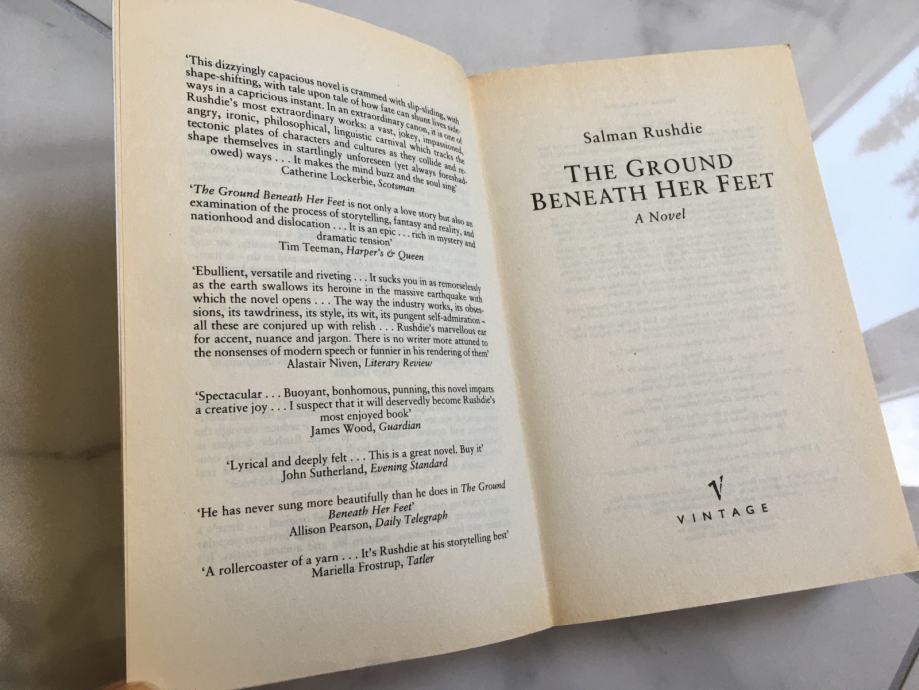 'This dizzyingly capacious novel is crammed with slip-sliding, with
shape-shifting, with tale upon tale of how fate can shunt lives side-
ways in a capricious instant. In an extraordinary canon, it is one of
Rushdie's most extraordinary works: a vast, jokey, impassioned,
angry, ironic, philosophical, linguistic carnival which tracks the
tectonic plates of characters and cultures as they collide and re-
shape themselves in startlingly unforeseen (yet always foreshad-
owed) ways . . . It makes the mind buzz and the soul sing'
Catherine Lockerbie, Scotsman
'The Ground Beneath Her Feet is not only a love story but also an
examination of the process of storytelling, fantasy and reality, and
nationhood and dislocation . . . It is an epic . . . rich in mystery and
dramatic tension'
Tim Teeman, Harper's & Queen
'Ebullient, versatile and riveting . . . It sucks you in as remorselessly
as the earth swallows its heroine in the massive earthquake with
which the novel opens . . . The way the industry works, its obses-
sions, its tawdriness, its style, its wit, its pungent self-admiration –
all these are conjured up with relish . . . Rushdie's marvellous ear
for accent, nuance and jargon. There is no writer more attuned to
the nonsenses of modern speech or funnier in his rendering of them'
Alastair Niven, Literary Review
'Spectacular . . . Buoyant, bonhomous, punning, this novel imparts
a creative joy . . . I suspect that it will deservedly become Rushdie's
most enjoyed book'
James Wood, Guardian
'Lyrical and deeply felt . . . This is a great novel. Buy it'
John Sutherland, Evening Standard
'He has never sung more beautifully than he does in The Ground
Beneath Her Feet'
Allison Pearson, Daily Telegraph
'A rollercoaster of a yarn . . . It's Rushdie at his storytelling best'
Mariella Frostrup, Tatler
Salman Rushdie
THE GROUND
BENEATH HER FEET
A Novel
V
VINTAGE